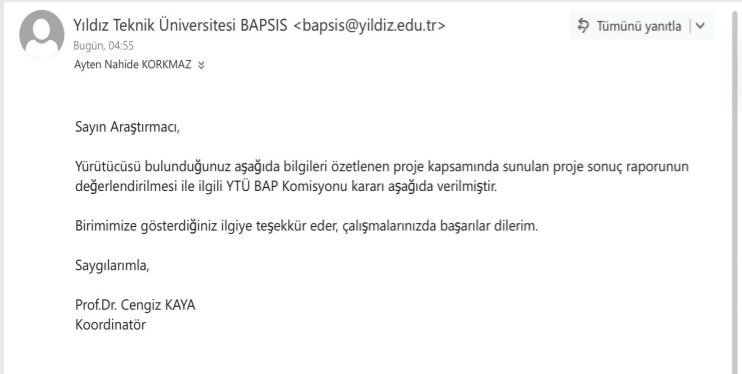 Yıldız Teknik Üniversitesi BAPSIS <bapsis@yildiz.edu.tr>
Tümünü yanıtla
Bugün, 04:55
Ayten Nahide KORKMAZ
Sayın Araştırmacı,
Yürütücüsü bulunduğunuz aşağıda bilgileri özetlenen proje kapsamında sunulan proje sonuç raporunun
değerlendirilmesi ile ilgili YTÜ BAP Komisyonu kararı aşağıda verilmiştir.
Birimimize gösterdiğiniz ilgiye teşekkür eder, çalışmalarınızda başarılar dilerim.
Saygılarımla,
Prof.Dr. Cengiz KAYA
Koordinatör